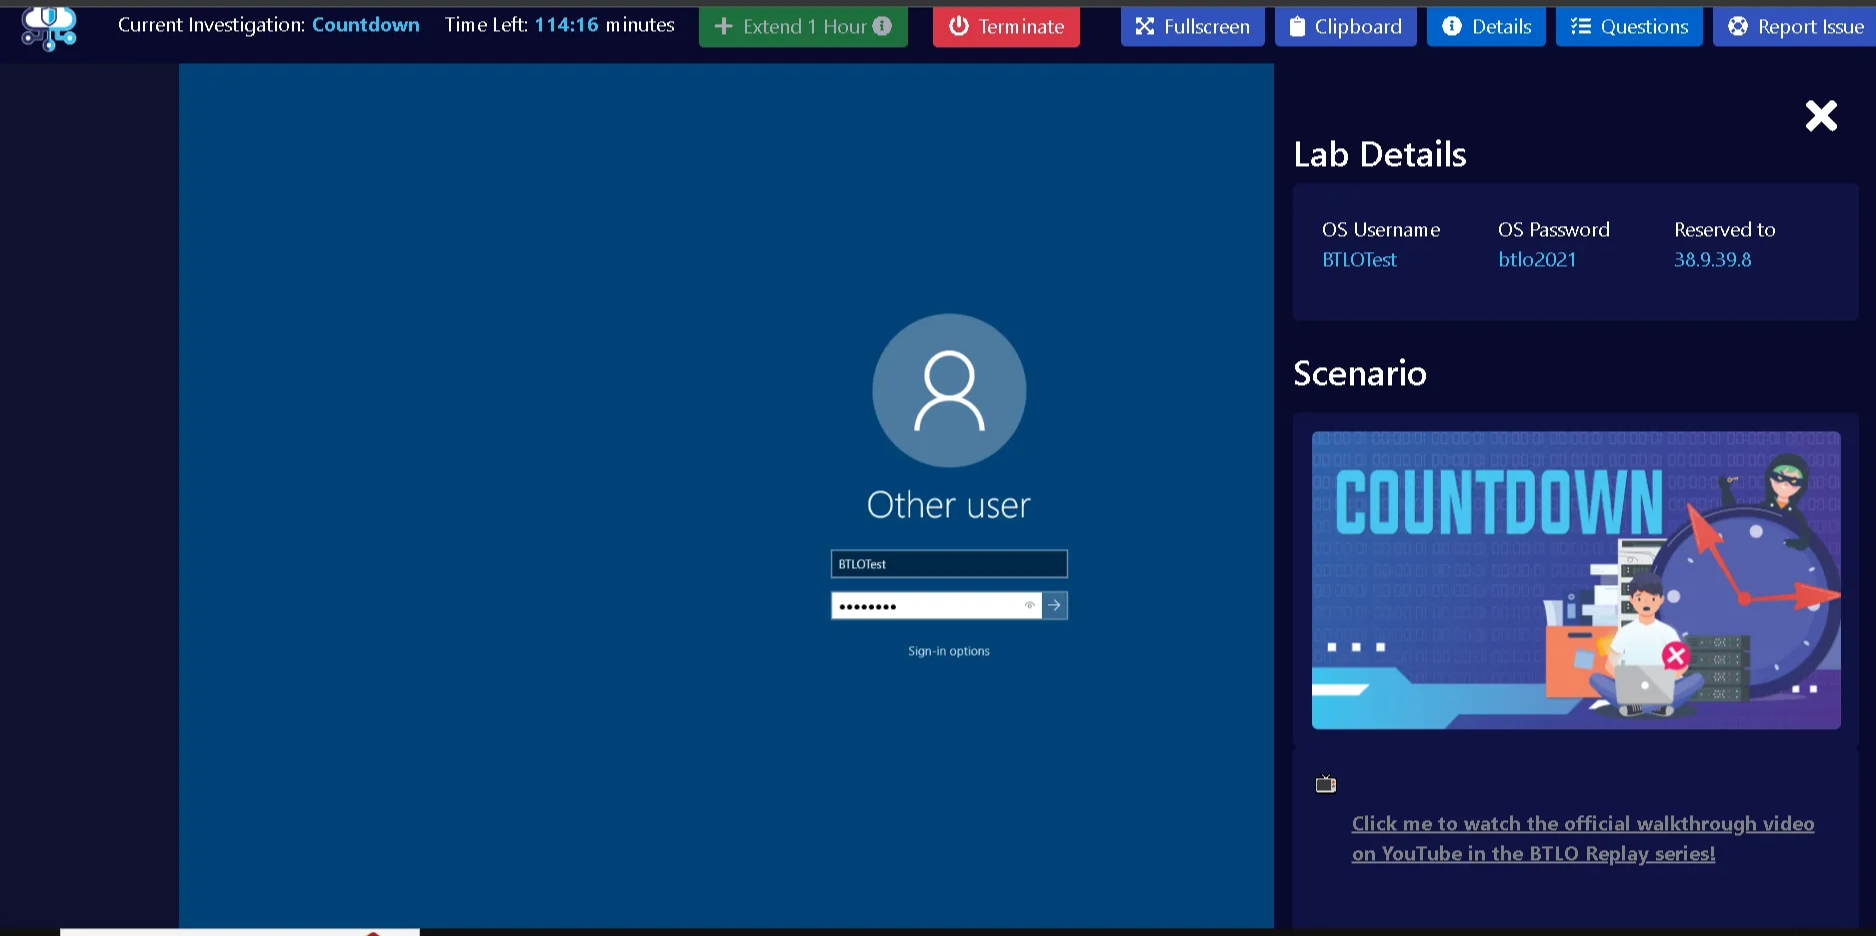 Current Investigation: Countdown Time Left: 114:16 minutes Extend 1 Hour Terminate Fullscreen Clipboard Details Questions Report Issue
Other user
BTLOTest
Sign-in options
Lab Details
OS Username OS Password Reserved to
BTLOTest btlo2021 38.9.39.8
Scenario
COUNTDOWN
Click me to watch the official walkthrough video
on YouTube in the BTLO Replay series!